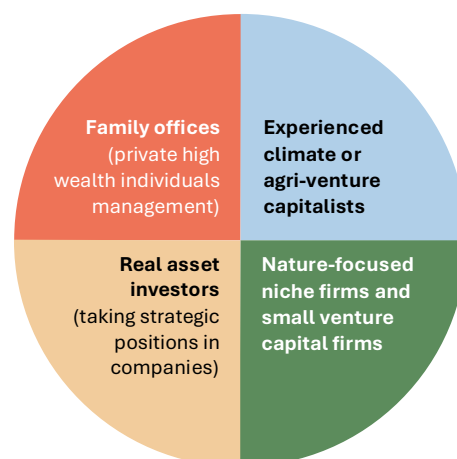 Family offices
(private high
wealth individuals
management)
Experienced
climate or
agri-venture
capitalists
Real asset
investors
(taking strategic
positions in
companies)
Nature-focused
niche firms and
small venture
capital firms